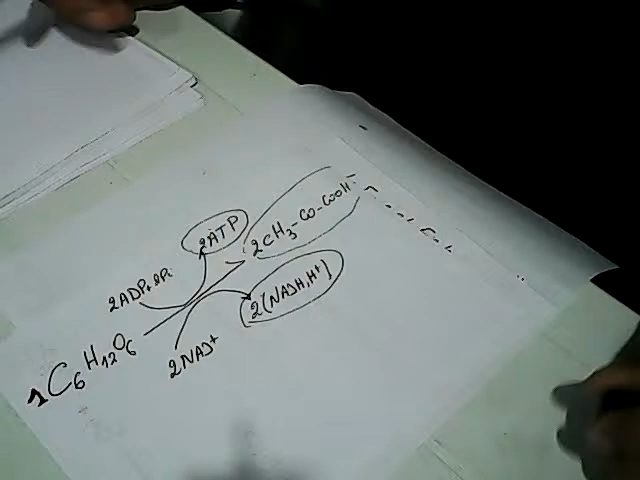 2ATP
2CH3-CO-COOH
2ADP+2Pi
2(NADH,H+)
2NAD+
1C6H12O6